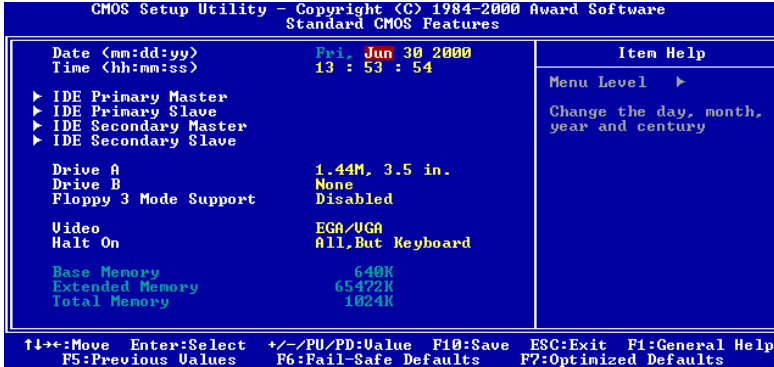 CMOS Setup Utility - Copyright (C) 1984-2000 Award Software
Standard CMOS Features
Date (mm:dd:yy) Fri, Jun 30 2000
Time (hh:mm:ss) 13 : 53 : 54
► IDE Primary Master
► IDE Primary Slave
► IDE Secondary Master
► IDE Secondary Slave
Drive A 1.44M, 3.5 in.
Drive B None
Floppy 3 Mode Support Disabled
Video EGA/VGA
Halt On All,But Keyboard
Base Memory 640K
Extended Memory 65472K
Total Memory 1024K
Item Help
Menu Level ►
Change the day, month,
year and century
↑↓→←:Move Enter:Select +/-/PU/PD:Value F10:Save ESC:Exit F1:General Help
F5:Previous Values F6:Fail-Safe Defaults F7:Optimized Defaults